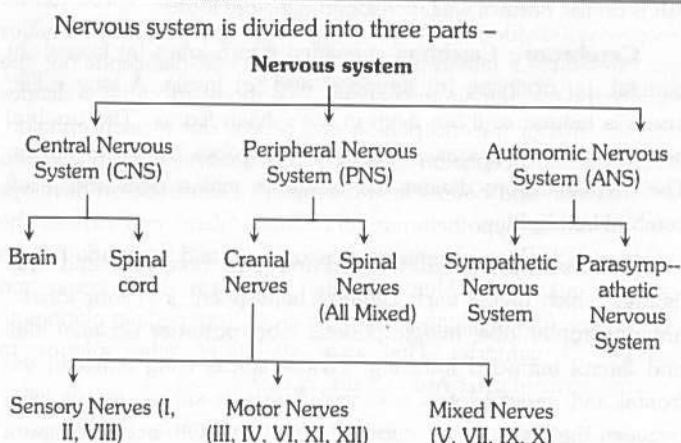 Nervous system is divided into three parts –
Nervous system
Central Nervous System (CNS)
Peripheral Nervous System (PNS)
Autonomic Nervous System (ANS)
Brain
Spinal cord
Cranial Nerves
Spinal Nerves (All Mixed)
Sympathetic Nervous System
Parasymp--
athetic
Nervous
System
Sensory Nerves (I,
II, VIII)
Motor Nerves
(III, IV, VI, XI, XII)
Mixed Nerves
(V, VII, IX, X)